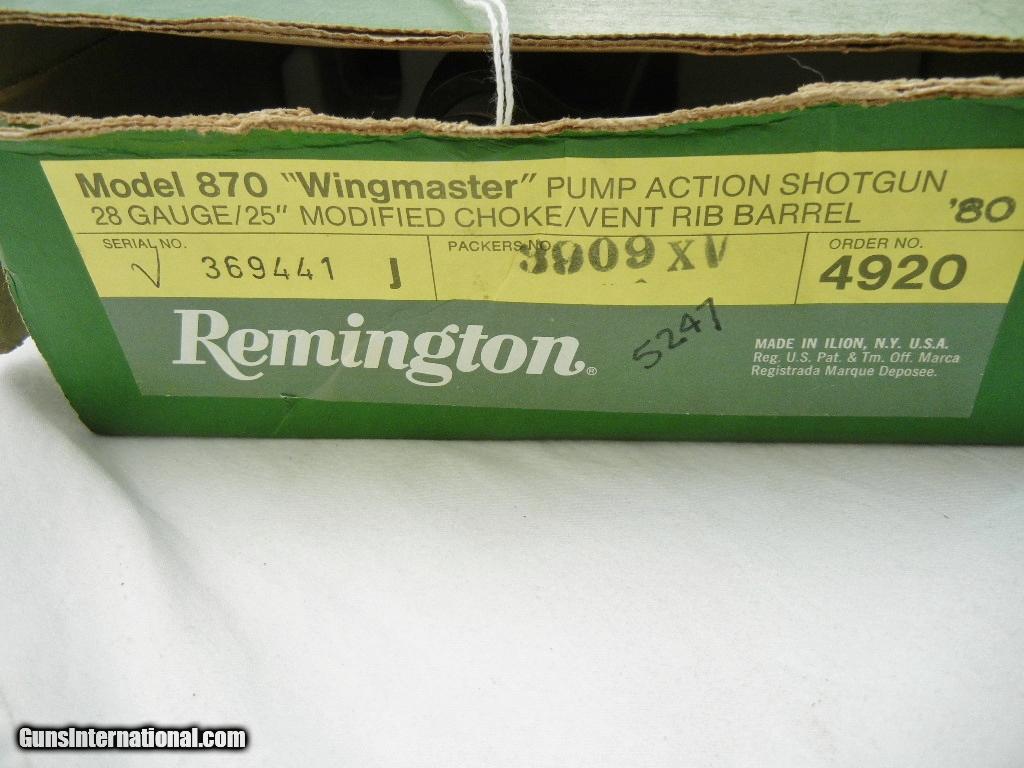 Model 870 "Wingmaster" PUMP ACTION SHOTGUN
28 GAUGE/25" MODIFIED CHOKE/VENT RIB BARREL '80
SERIAL NO. PACKERS NO. ORDER NO.
√ 369441 J XV 4920
Remington®
5247
MADE IN ILION, N.Y. U.S.A.
Reg. U.S. Pat. & Tm. Off. Marca
Registrada Marque Deposee.
GunsInternational.com